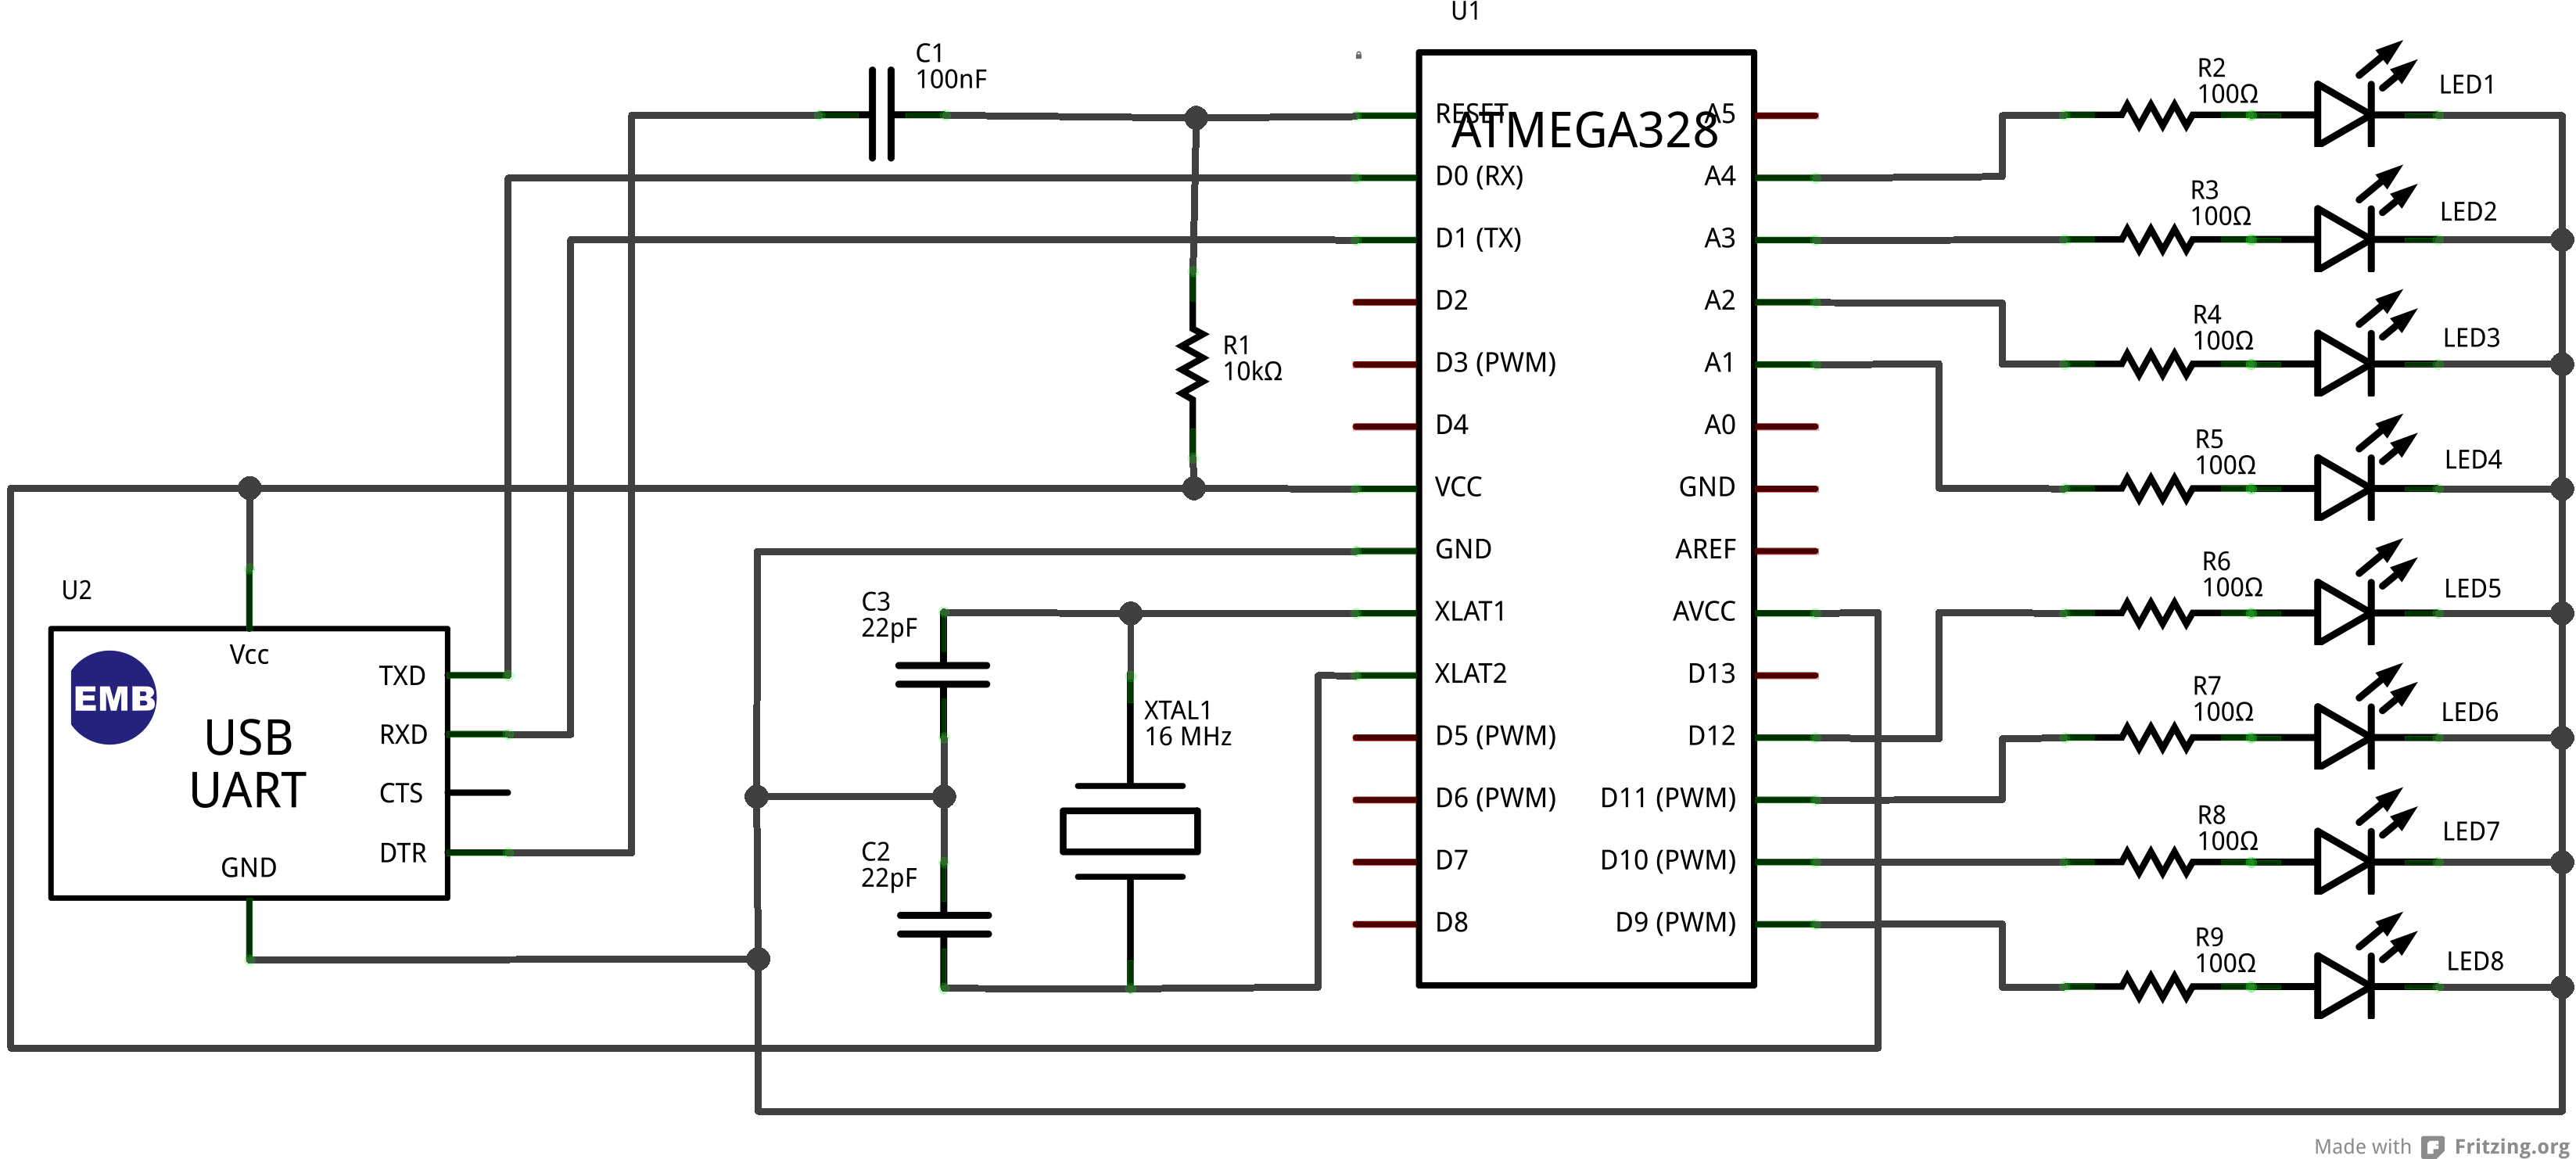 U1
C1
100nF
ATMEGA328
RESET
D0 (RX)
D1 (TX)
D2
D3 (PWM)
D4
VCC
GND
XLAT1
XLAT2
D5 (PWM)
D6 (PWM)
D7
D8
A5
A4
A3
A2
A1
A0
GND
AREF
AVCC
D13
D12
D11 (PWM)
D10 (PWM)
D9 (PWM)
R1
10kΩ
U2
Vcc
EMB
USB
UART
TXD
RXD
CTS
DTR
GND
C3
22pF
C2
22pF
XTAL1
16 MHz
R2
100Ω
LED1
R3
100Ω
LED2
R4
100Ω
LED3
R5
100Ω
LED4
R6
100Ω
LED5
R7
100Ω
LED6
R8
100Ω
LED7
R9
100Ω
LED8
Made with Fritzing.org